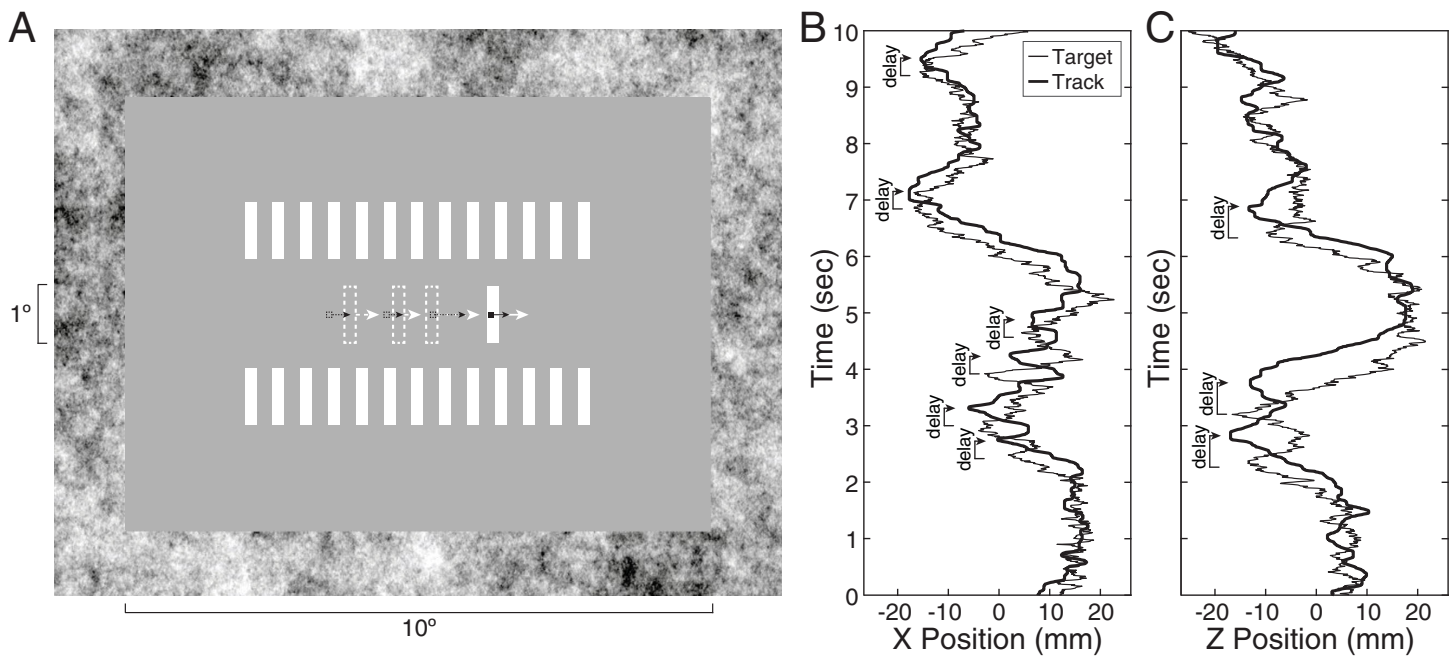 A
1°
10°
B
10
9
8
7
6
5
4
3
2
1
0
Time (sec)
-20 -10 0 10 20
X Position (mm)
Target
Track
delay
delay
delay
delay
delay
delay
C
Time (sec)
-20 -10 0 10 20
Z Position (mm)
delay
delay
delay